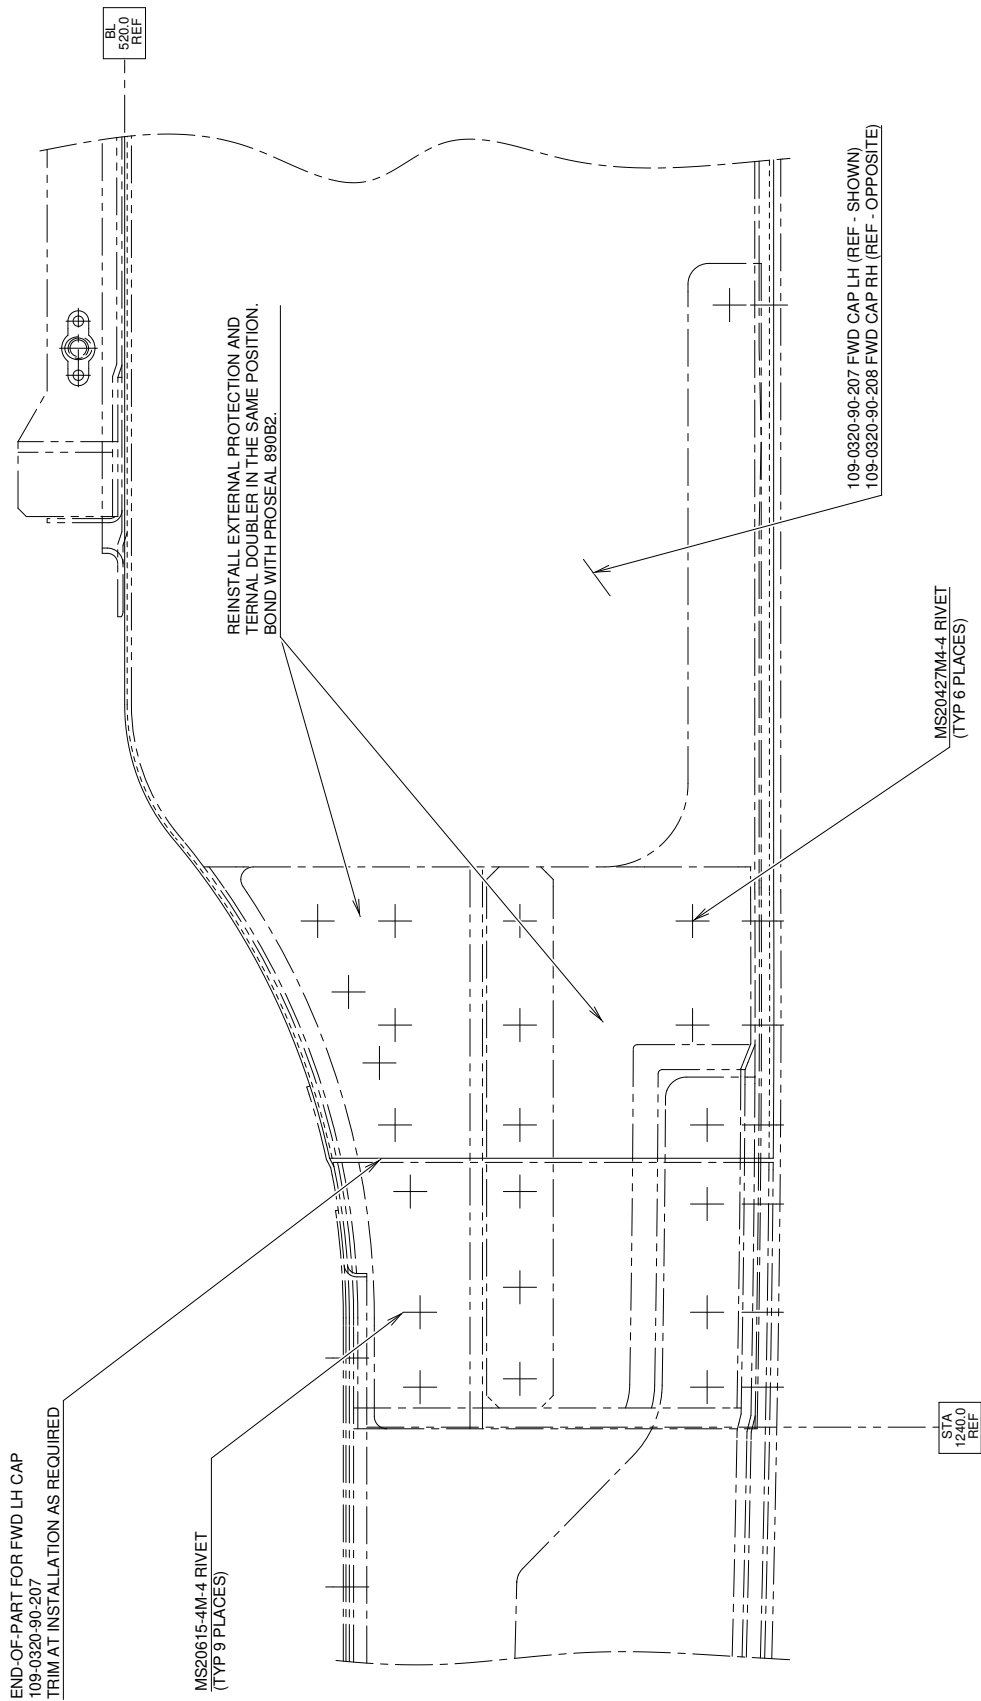 BL
520.0
REF
REINSTALL EXTERNAL PROTECTION AND
TERNAL DOUBLER IN THE SAME POSITION.
BOND WITH PROSEAL 890B2.
109-0320-90-207 FWD CAP LH (REF - SHOWN)
109-0320-90-208 FWD CAP RH (REF - OPPOSITE)
MS20427M4-4 RIVET
(TYP 6 PLACES)
END-OF-PART FOR FWD LH CAP
109-0320-90-207
TRIM AT INSTALLATION AS REQUIRED
MS20615-4M-4 RIVET
(TYP 9 PLACES)
STA
1240.0
REF